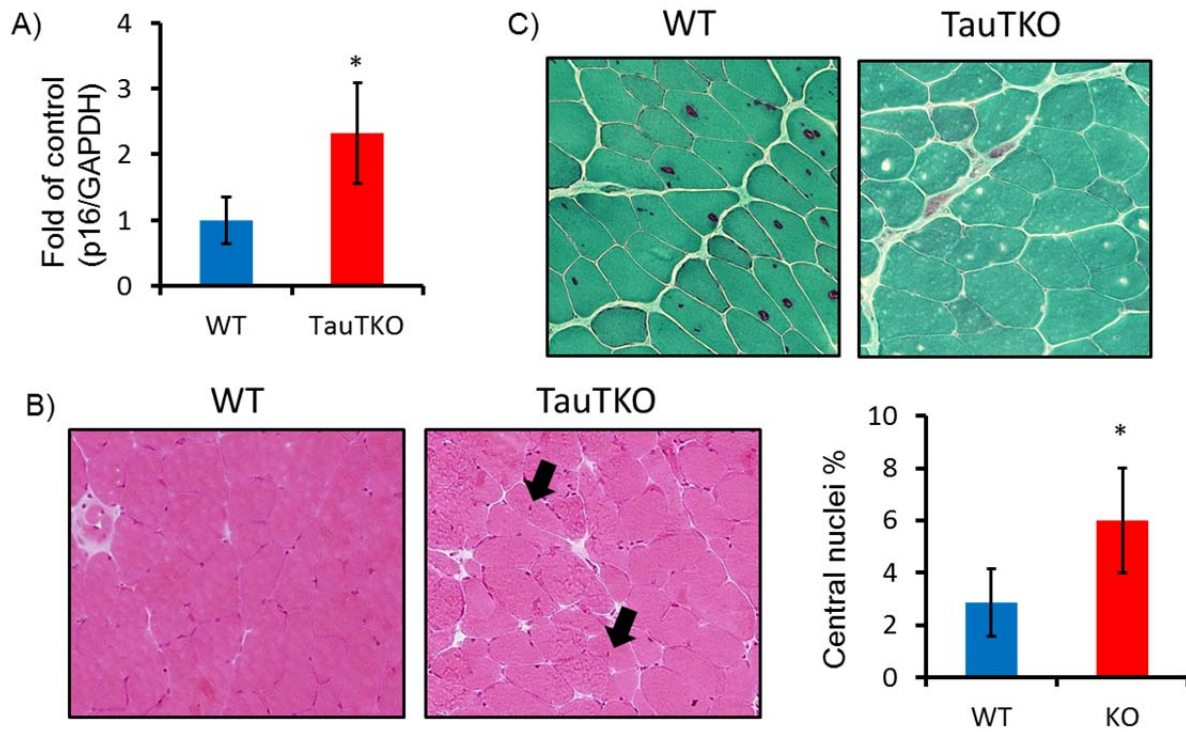 A)
4
3
2
1
0
*
Fold of control
(p16/GAPDH)
WT
TauTKO
C)
WT
TauTKO
B)
WT
TauTKO
10
8
6
4
2
0
*
Central nuclei %
WT
KO